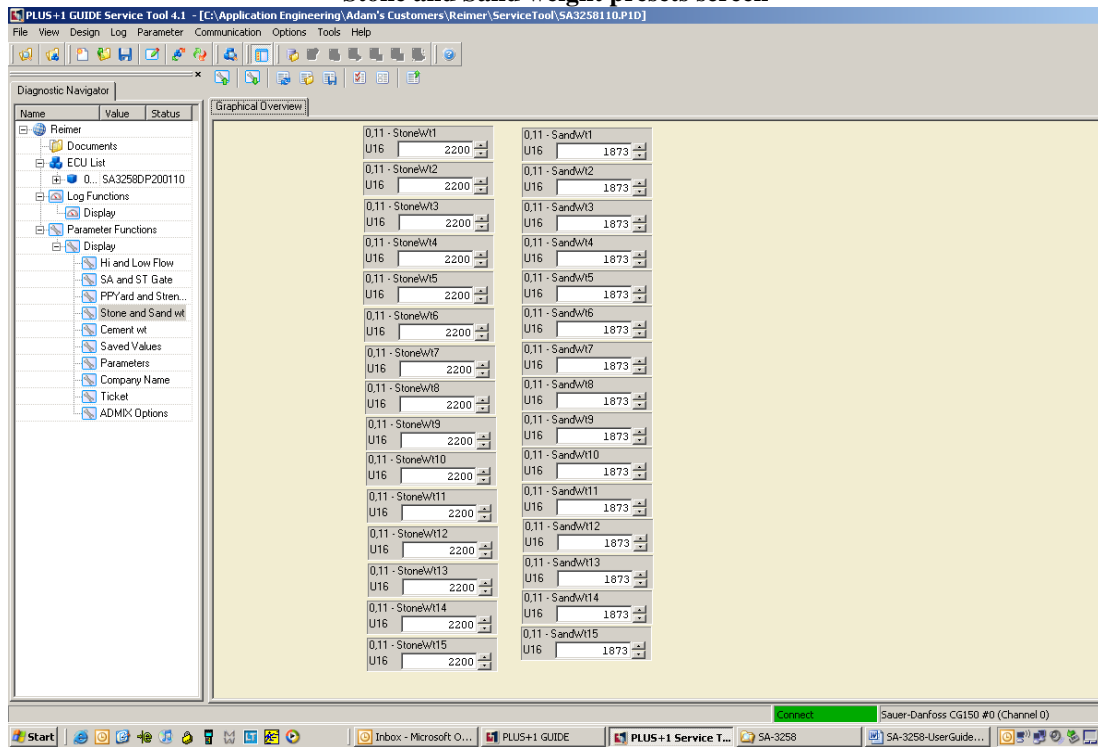 Stone and Sand weight presets screen
PLUS+1 GUIDE Service Tool 4.1 - [C:\Application Engineering\Adam's Customers\Reimer\ServiceTool\SA3258110.P1D]
File View Design Log Parameter Communication Options Tools Help
Diagnostic Navigator
Name Value Status
Reimer
Documents
ECU List
0... SA3258DP200110
Log Functions
Display
Parameter Functions
Display
Hi and Low Flow
SA and ST Gate
PPYard and Stren...
Stone and Sand wt
Cement wt
Saved Values
Parameters
Company Name
Ticket
ADMIX Options
Graphical Overview
0,11 - StoneWt1
U16 2200
0,11 - StoneWt2
U16 2200
0,11 - StoneWt3
U16 2200
0,11 - StoneWt4
U16 2200
0,11 - StoneWt5
U16 2200
0,11 - StoneWt6
U16 2200
0,11 - StoneWt7
U16 2200
0,11 - StoneWt8
U16 2200
0,11 - StoneWt9
U16 2200
0,11 - StoneWt10
U16 2200
0,11 - StoneWt11
U16 2200
0,11 - StoneWt12
U16 2200
0,11 - StoneWt13
U16 2200
0,11 - StoneWt14
U16 2200
0,11 - StoneWt15
U16 2200
0,11 - SandWt1
U16 1873
0,11 - SandWt2
U16 1873
0,11 - SandWt3
U16 1873
0,11 - SandWt4
U16 1873
0,11 - SandWt5
U16 1873
0,11 - SandWt6
U16 1873
0,11 - SandWt7
U16 1873
0,11 - SandWt8
U16 1873
0,11 - SandWt9
U16 1873
0,11 - SandWt10
U16 1873
0,11 - SandWt11
U16 1873
0,11 - SandWt12
U16 1873
0,11 - SandWt13
U16 1873
0,11 - SandWt14
U16 1873
0,11 - SandWt15
U16 1873
Connect Sauer-Danfoss CG150 #0 (Channel 0)
Start Inbox - Microsoft O... PLUS+1 GUIDE PLUS+1 Service T... SA-3258 SA-3258-UserGuide...